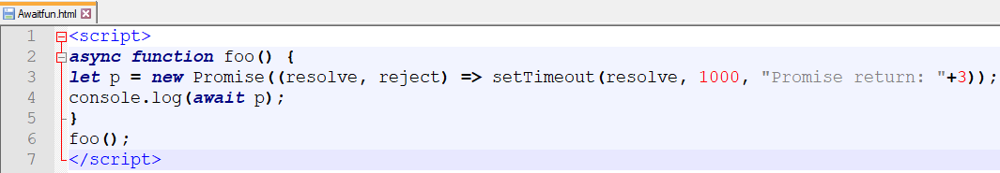 Awaitfun.html
1 <script>
2 async function foo() {
3 let p = new Promise((resolve, reject) => setTimeout(resolve, 1000, "Promise return: "+3));
4 console.log(await p);
5 }
6 foo();
7 </script>